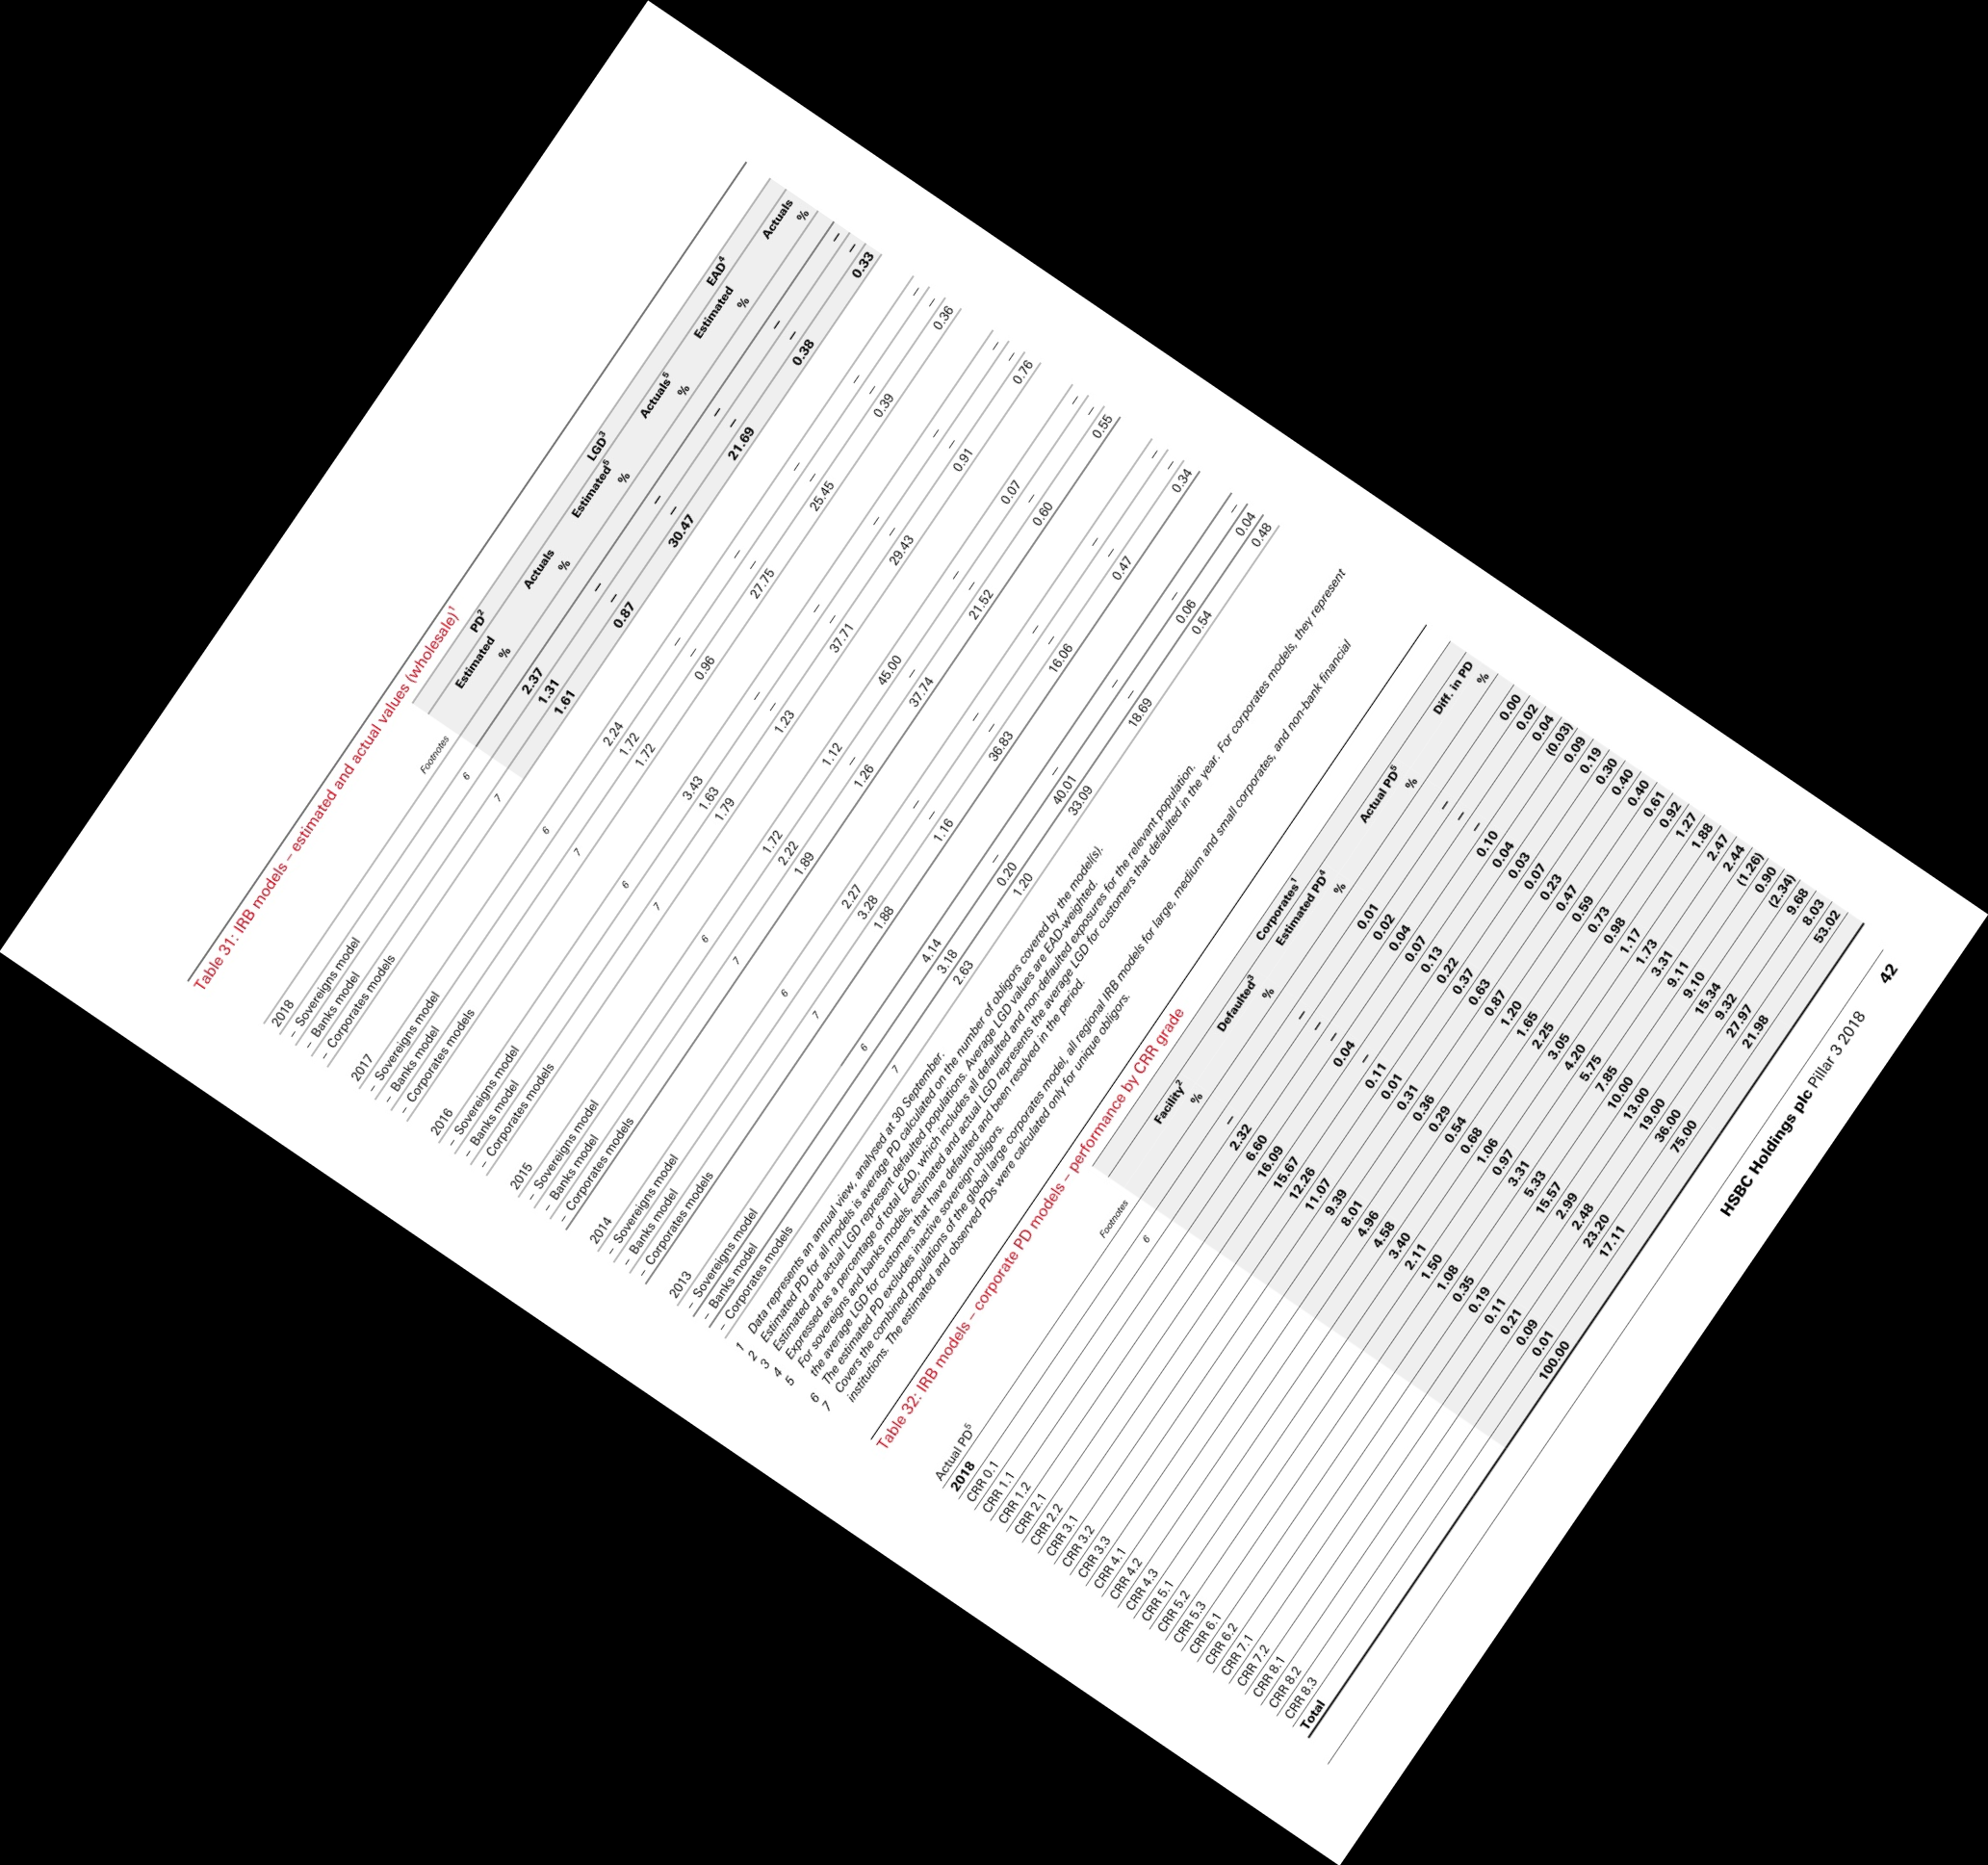 Table 31: IRB models – estimated and actual values (wholesale)1
PD2 LGD3 EAD4
Estimated Actuals Estimated5 Actuals5 Estimated Actuals
Footnotes % % % % % %
2018
– Sovereigns model 6 2.37 – – – – –
– Banks model 1.31 – – – – –
– Corporates models 7 1.61 0.87 30.47 21.69 0.38 0.33
2017
– Sovereigns model 6 2.24 – – – – –
– Banks model 1.72 – – – – –
– Corporates models 7 1.72 0.96 27.75 25.45 0.39 0.36
2016
– Sovereigns model 6 3.43 – – – – –
– Banks model 1.63 – – – – –
– Corporates models 7 1.79 1.23 37.71 29.43 0.91 0.76
2015
– Sovereigns model 6 1.72 1.12 45.00 – 0.07 –
– Banks model 2.22 – – – – –
– Corporates models 7 1.89 1.26 37.74 21.52 0.60 0.55
2014
– Sovereigns model 6 2.27 – – – – –
– Banks model 3.28 – – – – –
– Corporates models 7 1.88 1.16 36.83 16.06 0.47 0.34
2013
– Sovereigns model 6 4.14 – – – – –
– Banks model 3.18 0.20 40.01 – 0.06 0.04
– Corporates models 7 2.63 1.20 33.09 18.69 0.54 0.48
1 Data represents an annual view, analysed at 30 September.
2 Estimated PD for all models is average PD calculated on the number of obligors covered by the model(s).
3 Estimated and actual LGD represent defaulted populations. Average LGD values are EAD-weighted.
4 Expressed as a percentage of total EAD, which includes all defaulted and non-defaulted exposures for the relevant population.
5 For sovereigns and banks models, estimated and actual LGD represents the average LGD for customers that defaulted in the year. For corporates models, they represent
the average LGD for customers that have defaulted and been resolved in the period.
6 The estimated PD excludes inactive sovereign obligors.
7 Covers the combined populations of the global large corporates model, all regional IRB models for large, medium and small corporates, and non-bank financial
institutions. The estimated and observed PDs were calculated only for unique obligors.
Table 32: IRB models – corporate PD models – performance by CRR grade
Corporates1
Facility2 Defaulted3 Estimated PD4 Actual PD5 Diff. in PD
Actual PD5 Footnotes % % % % %
2018
CRR 0.1 6 – – 0.01 – 0.00
CRR 1.1 2.32 – 0.02 – 0.02
CRR 1.2 6.60 – 0.04 – 0.04
CRR 2.1 16.09 0.04 0.07 0.10 (0.03)
CRR 2.2 15.67 – 0.13 0.04 0.09
CRR 3.1 12.26 0.11 0.22 0.03 0.19
CRR 3.2 11.07 0.01 0.37 0.07 0.30
CRR 3.3 9.39 0.31 0.63 0.23 0.40
CRR 4.1 8.01 0.36 0.87 0.47 0.40
CRR 4.2 4.96 0.29 1.20 0.59 0.61
CRR 4.3 4.58 0.54 1.65 0.73 0.92
CRR 5.1 3.40 0.68 2.25 0.98 1.27
CRR 5.2 2.11 1.06 3.05 1.17 1.88
CRR 5.3 1.50 0.97 4.20 1.73 2.47
CRR 6.1 1.08 3.31 5.75 3.31 2.44
CRR 6.2 0.35 5.33 7.85 9.11 (1.26)
CRR 7.1 0.19 15.57 10.00 9.10 0.90
CRR 7.2 0.11 2.99 13.00 15.34 (2.34)
CRR 8.1 0.21 2.48 19.00 9.32 9.68
CRR 8.2 0.09 23.20 36.00 27.97 8.03
CRR 8.3 0.01 17.11 75.00 21.98 53.02
Total 100.00
HSBC Holdings plc Pillar 3 2018 42